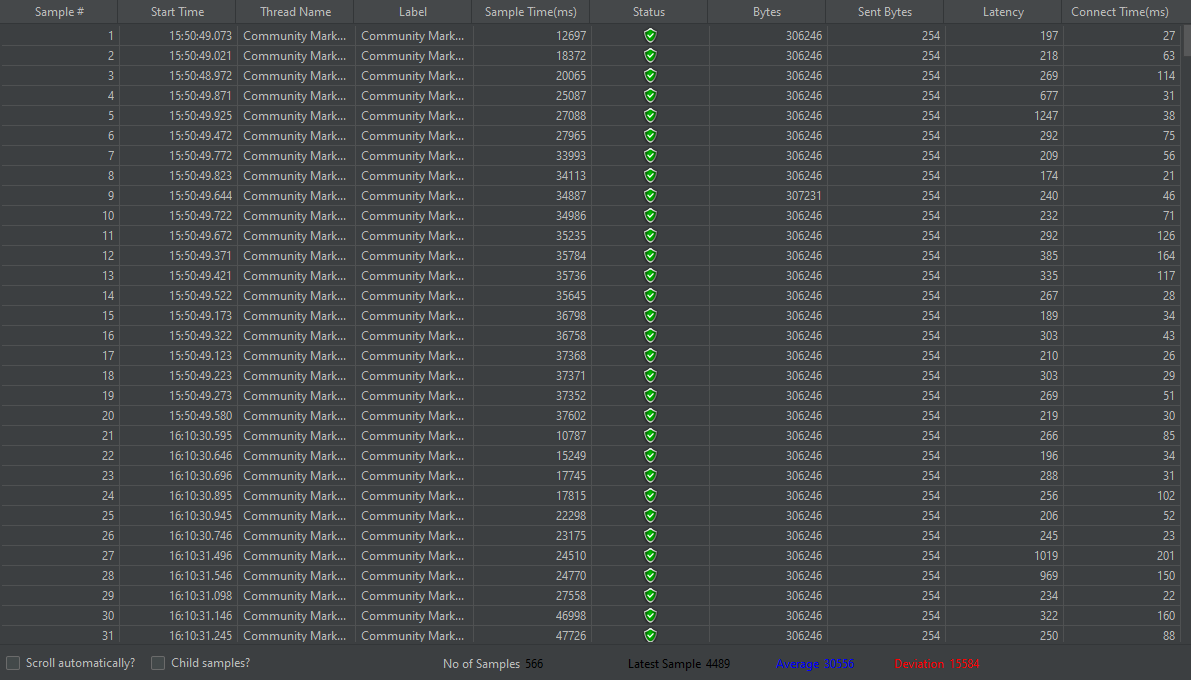 Sample # Start Time Thread Name Label Sample Time(ms) Status Bytes Sent Bytes Latency Connect Time(ms)
1 15:50:49.073 Community Mark... Community Mark... 12697 306246 254 197 27
2 15:50:49.021 Community Mark... Community Mark... 18372 306246 254 218 63
3 15:50:48.972 Community Mark... Community Mark... 20065 306246 254 269 114
4 15:50:49.871 Community Mark... Community Mark... 25087 306246 254 677 31
5 15:50:49.925 Community Mark... Community Mark... 27088 306246 254 1247 38
6 15:50:49.472 Community Mark... Community Mark... 27965 306246 254 292 75
7 15:50:49.772 Community Mark... Community Mark... 33993 306246 254 209 56
8 15:50:49.823 Community Mark... Community Mark... 34113 306246 254 174 21
9 15:50:49.644 Community Mark... Community Mark... 34887 307231 254 240 46
10 15:50:49.722 Community Mark... Community Mark... 34986 306246 254 232 71
11 15:50:49.672 Community Mark... Community Mark... 35235 306246 254 292 126
12 15:50:49.371 Community Mark... Community Mark... 35784 306246 254 385 164
13 15:50:49.421 Community Mark... Community Mark... 35736 306246 254 335 117
14 15:50:49.522 Community Mark... Community Mark... 35645 306246 254 267 28
15 15:50:49.173 Community Mark... Community Mark... 36798 306246 254 189 34
16 15:50:49.322 Community Mark... Community Mark... 36758 306246 254 303 43
17 15:50:49.123 Community Mark... Community Mark... 37368 306246 254 210 26
18 15:50:49.223 Community Mark... Community Mark... 37371 306246 254 303 29
19 15:50:49.273 Community Mark... Community Mark... 37352 306246 254 269 51
20 15:50:49.580 Community Mark... Community Mark... 37602 306246 254 219 30
21 16:10:30.595 Community Mark... Community Mark... 10787 306246 254 266 85
22 16:10:30.646 Community Mark... Community Mark... 15249 306246 254 196 34
23 16:10:30.696 Community Mark... Community Mark... 17745 306246 254 288 31
24 16:10:30.895 Community Mark... Community Mark... 17815 306246 254 256 102
25 16:10:30.945 Community Mark... Community Mark... 22298 306246 254 206 52
26 16:10:30.746 Community Mark... Community Mark... 23175 306246 254 245 23
27 16:10:31.496 Community Mark... Community Mark... 24510 306246 254 1019 201
28 16:10:31.546 Community Mark... Community Mark... 24770 306246 254 969 150
29 16:10:31.098 Community Mark... Community Mark... 27558 306246 254 234 22
30 16:10:31.146 Community Mark... Community Mark... 46998 306246 254 322 160
31 16:10:31.245 Community Mark... Community Mark... 47726 306246 254 250 88
Scroll automatically? Child samples? No of Samples 566 Latest Sample 4489 Average 30556 Deviation 15584